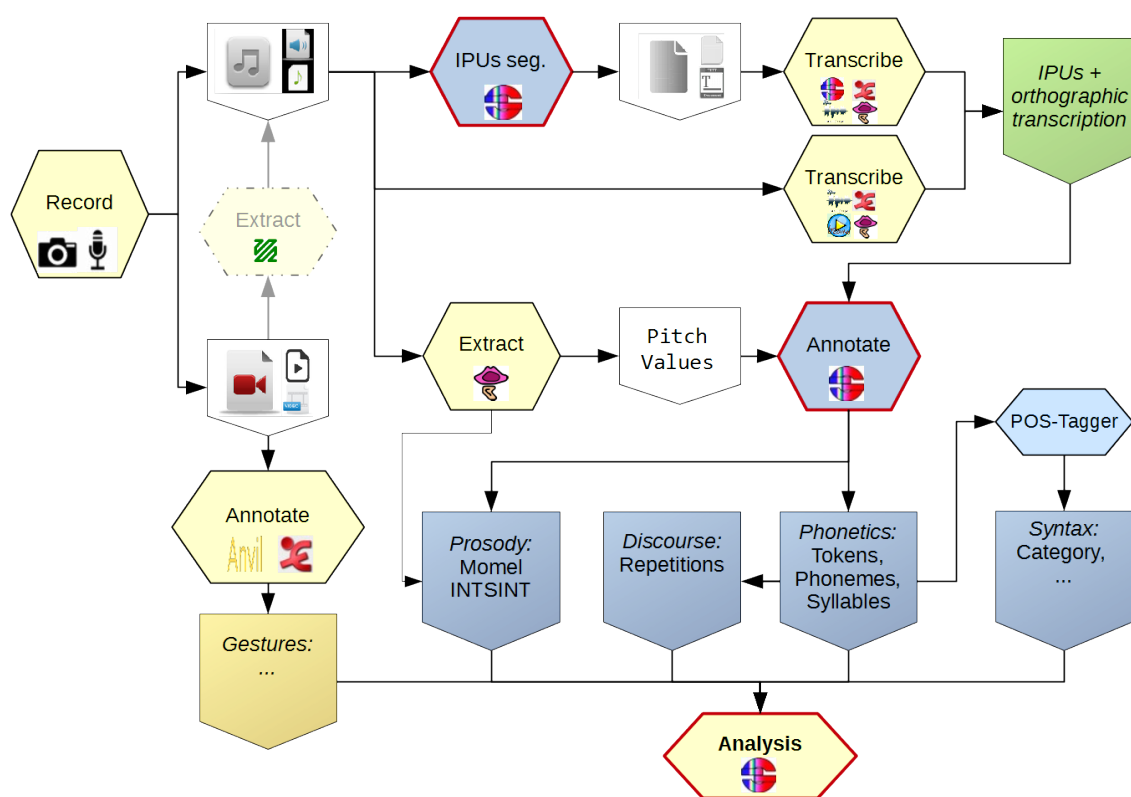 IPUs seg.
Transcribe
IPUs +
orthographic
transcription
Record
Extract
Transcribe
Extract
Pitch
Values
Annotate
POS-Tagger
Annotate
Anvil
Prosody:
Momel
INTSINT
Discourse:
Repetitions
Phonetics:
Tokens,
Phonemes,
Syllables
Syntax:
Category,
...
Gestures:
...
Analysis